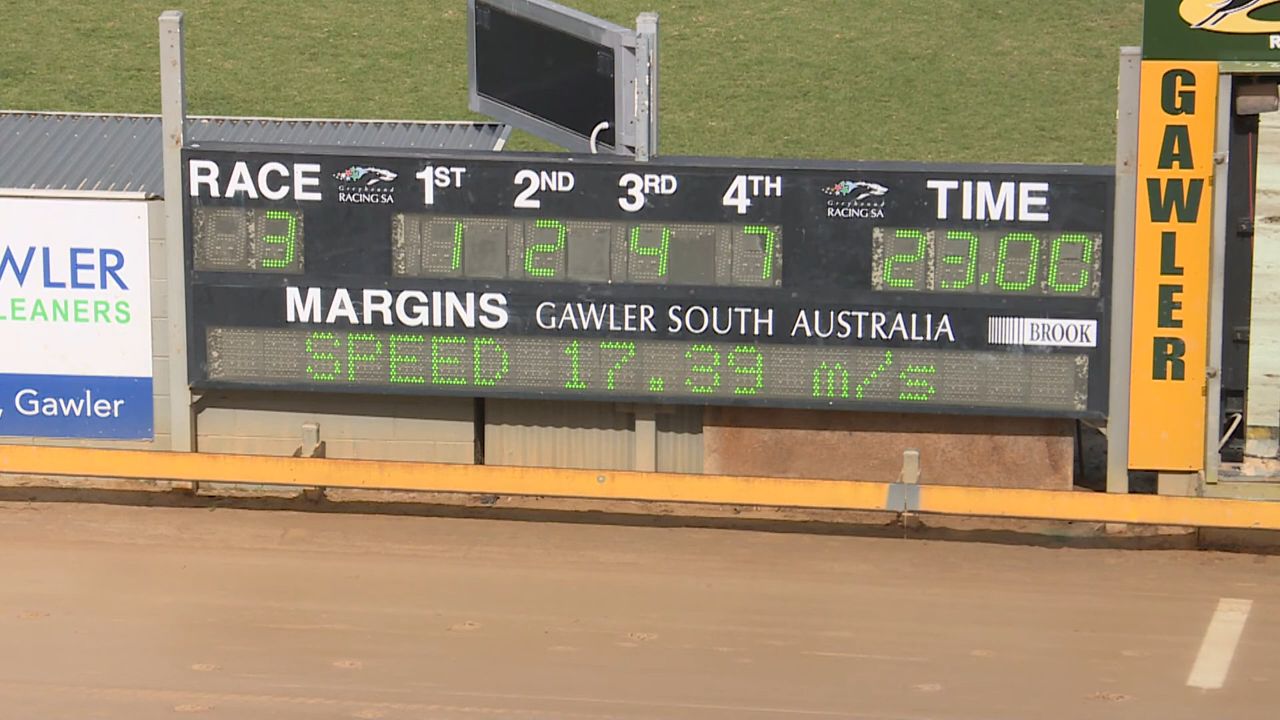 RACE 1ST 2ND 3RD 4TH TIME
Greyhound RACING SA
Greyhound RACING SA
3 1 2 4 7 23.00
MARGINS GAWLER SOUTH AUSTRALIA BROOK
SPEED 17.39 m/s
WLER
LEANERS
, Gawler
GAWLER
R